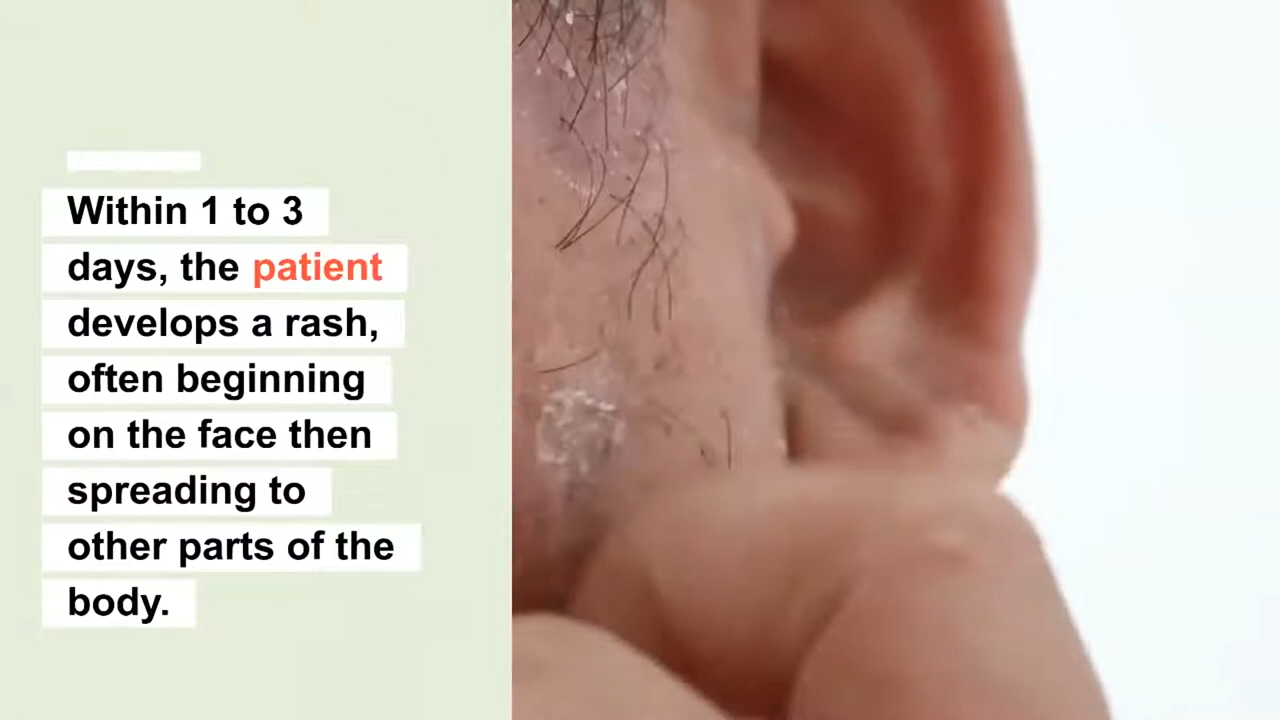 Within 1 to 3
days, the patient
develops a rash,
often beginning
on the face then
spreading to
other parts of the
body.